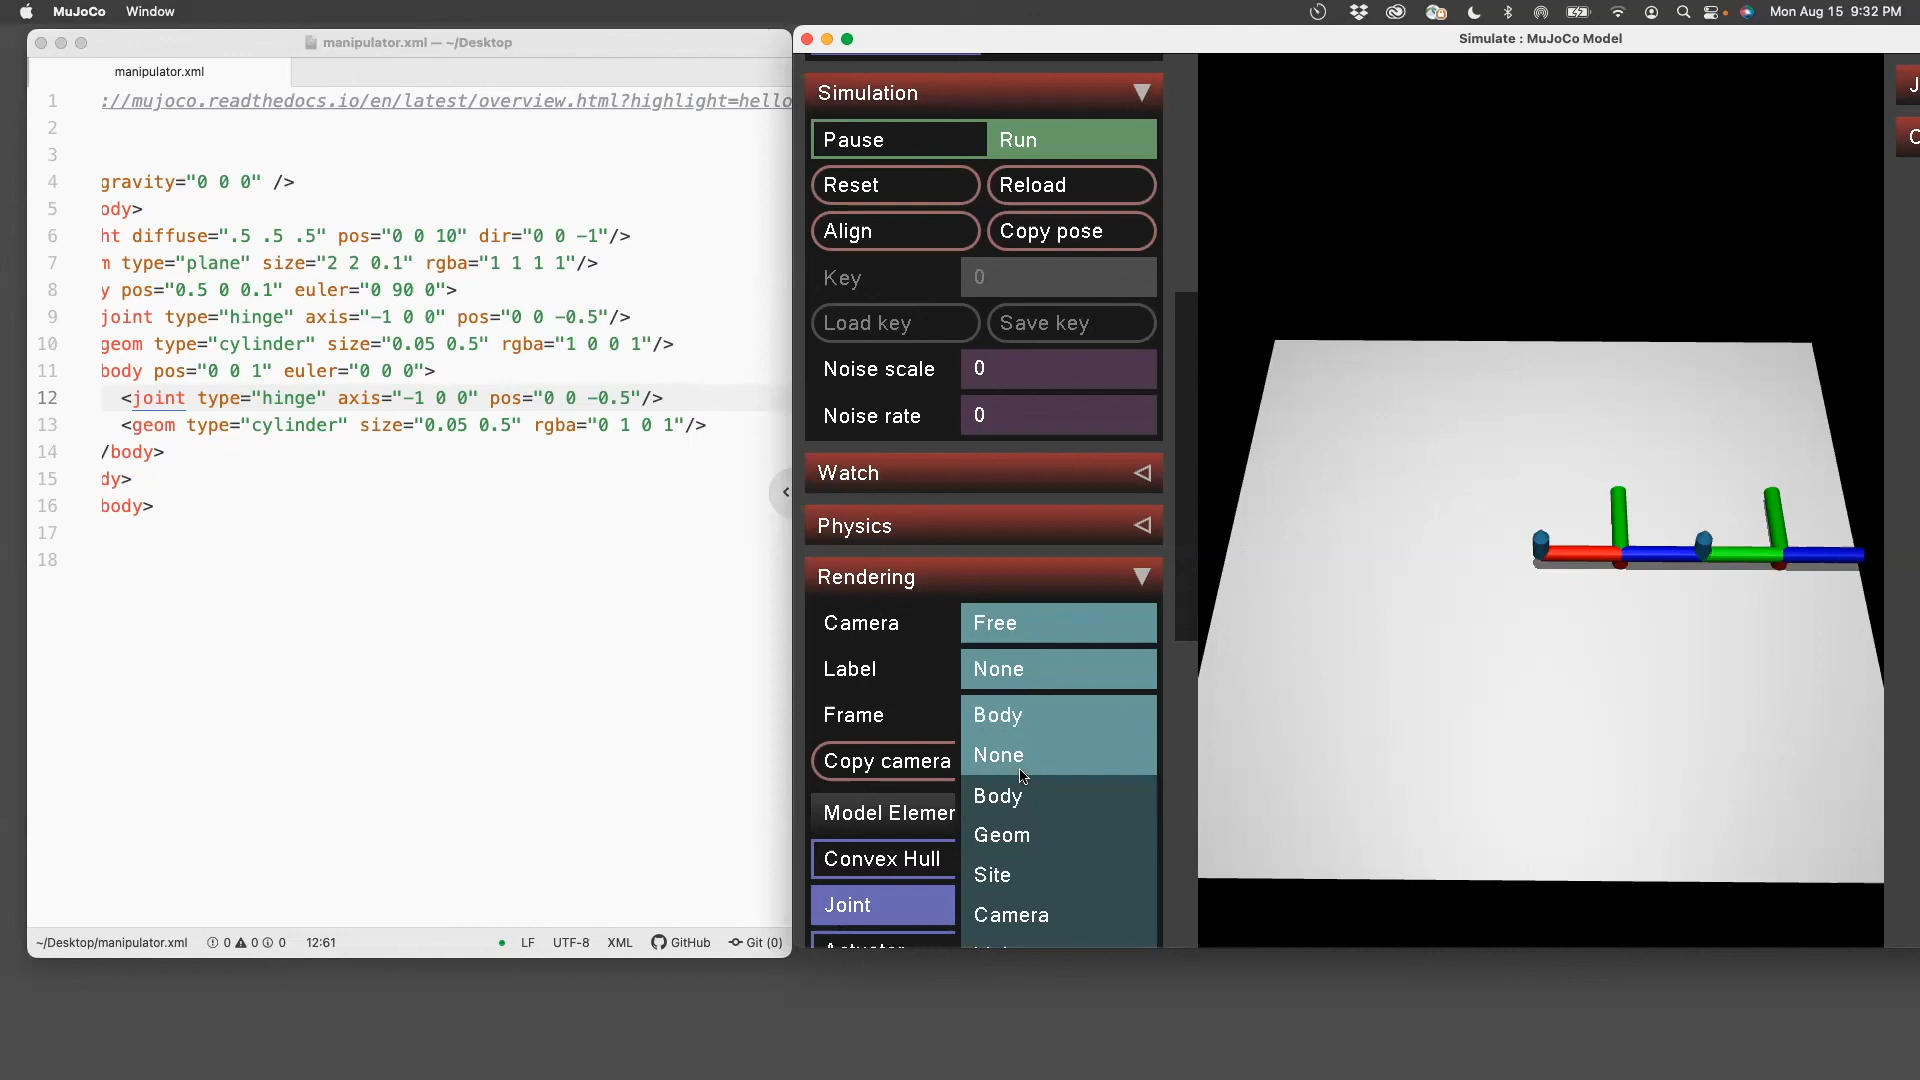 MuJoCo Window Mon Aug 15 9:32 PM
manipulator.xml — ~/Desktop
manipulator.xml
1 ://mujoco.readthedocs.io/en/latest/overview.html?highlight=hello
2
3
4 gravity="0 0 0" />
5 ody>
6 ht diffuse=".5 .5 .5" pos="0 0 10" dir="0 0 -1"/>
7 m type="plane" size="2 2 0.1" rgba="1 1 1 1"/>
8 y pos="0.5 0 0.1" euler="0 90 0">
9 joint type="hinge" axis="-1 0 0" pos="0 0 -0.5"/>
10 geom type="cylinder" size="0.05 0.5" rgba="1 0 0 1"/>
11 body pos="0 0 1" euler="0 0 0">
12 <joint type="hinge" axis="-1 0 0" pos="0 0 -0.5"/>
13 <geom type="cylinder" size="0.05 0.5" rgba="0 1 0 1"/>
14 /body>
15 dy>
16 body>
17
18
~/Desktop/manipulator.xml 0 0 0 12:61 LF UTF-8 XML GitHub Git (0)
Simulate : MuJoCo Model
Simulation
Pause Run
Reset Reload
Align Copy pose
Key 0
Load key Save key
Noise scale 0
Noise rate 0
Watch
Physics
Rendering
Camera Free
Label None
Frame Body
None
Copy camera
Body
Model Elemer
Geom
Convex Hull
Site
Joint
Camera
J
C